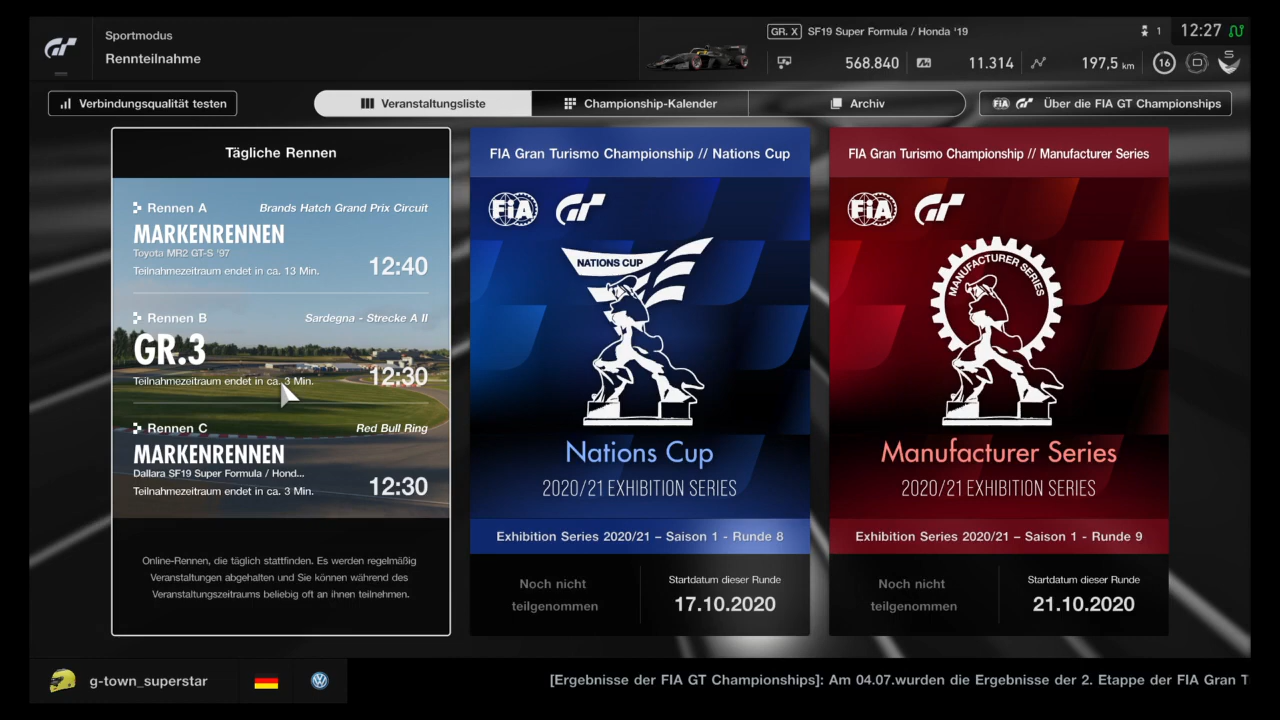 Sportmodus
Rennteilnahme
GR. X SF19 Super Formula / Honda '19
1
12:27
568.840
11.314
197,5 km
16
S
Verbindungsqualität testen
Veranstaltungsliste
Championship-Kalender
Archiv
FIA GT Über die FIA GT Championships
Tägliche Rennen
Rennen A
Brands Hatch Grand Prix Circuit
MARKENRENNEN
Toyota MR2 GT-S '97
Teilnahmezeitraum endet in ca. 13 Min.
12:40
Rennen B
Sardegna - Strecke A II
GR.3
Teilnahmezeitraum endet in ca. 3 Min.
12:30
Rennen C
Red Bull Ring
MARKENRENNEN
Dallara SF19 Super Formula / Hond...
Teilnahmezeitraum endet in ca. 3 Min.
12:30
Online-Rennen, die täglich stattfinden. Es werden regelmäßig
Veranstaltungen abgehalten und Sie können während des
Veranstaltungszeitraums beliebig oft an ihnen teilnehmen.
FIA Gran Turismo Championship // Nations Cup
FIA GT
NATIONS CUP
Nations Cup
2020/21 EXHIBITION SERIES
Exhibition Series 2020/21 – Saison 1 - Runde 8
Noch nicht
teilgenommen
Startdatum dieser Runde
17.10.2020
FIA Gran Turismo Championship // Manufacturer Series
FIA GT
MANUFACTURER SERIES
Manufacturer Series
2020/21 EXHIBITION SERIES
Exhibition Series 2020/21 – Saison 1 - Runde 9
Noch nicht
teilgenommen
Startdatum dieser Runde
21.10.2020
g-town_superstar
[Ergebnisse der FIA GT Championships]: Am 04.07.wurden die Ergebnisse der 2. Etappe der FIA Gran T